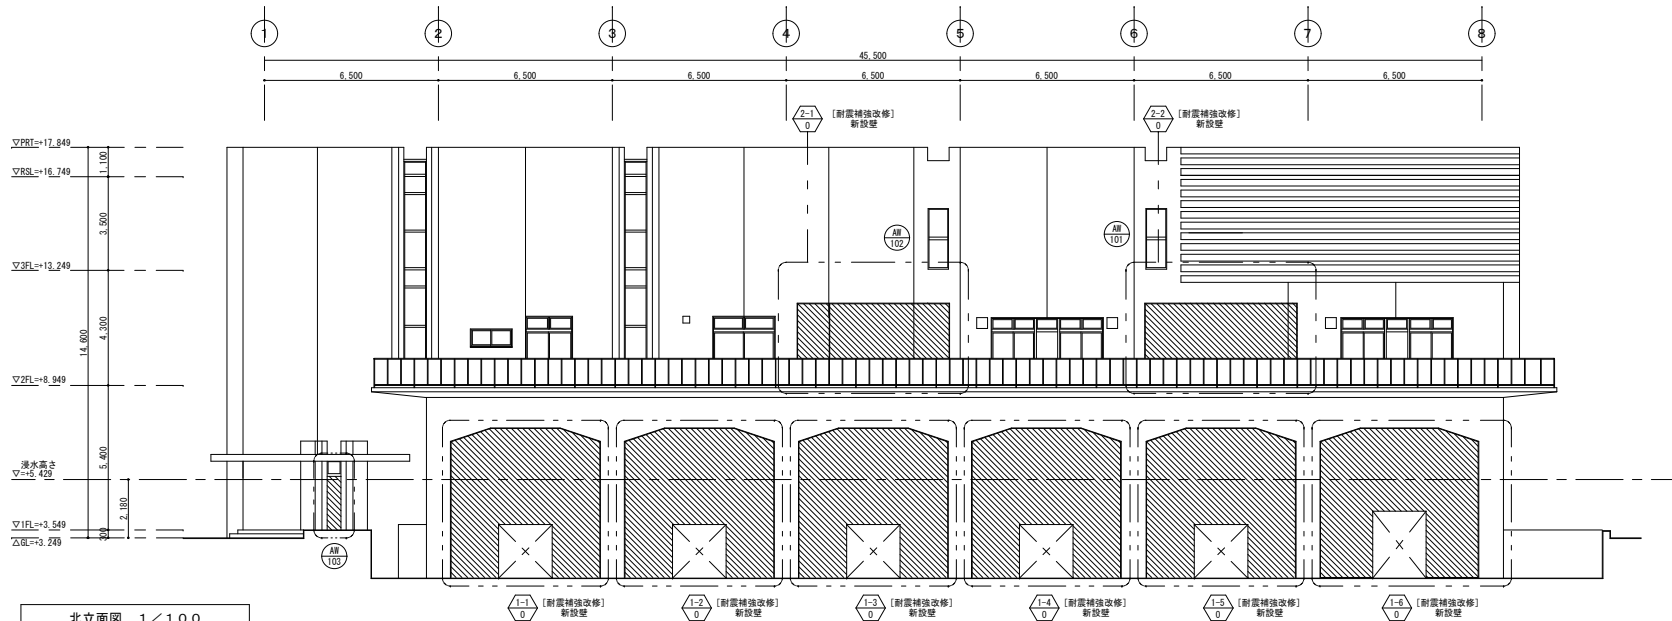 1 2 3 4 5 6 7 8
45,500
6,500 6,500 6,500 6,500 6,500 6,500 6,500
2-1
0
[耐震補強改修]
新設壁
2-2
0
[耐震補強改修]
新設壁
▽PRT=+17.849
1,100
▽RSL=+16.749
3,500
AW
102
AW
101
▽3FL=+13.249
14,600
4,300
▽2FL=+8.949
5,400
浸水高さ
▽=+5.429
2,180
▽1FL=+3.549
300
△GL=+3.249
AW
103
1-1
0
[耐震補強改修]
新設壁
1-2
0
[耐震補強改修]
新設壁
1-3
0
[耐震補強改修]
新設壁
1-4
0
[耐震補強改修]
新設壁
1-5
0
[耐震補強改修]
新設壁
1-6
0
[耐震補強改修]
新設壁
北立面図 1/100